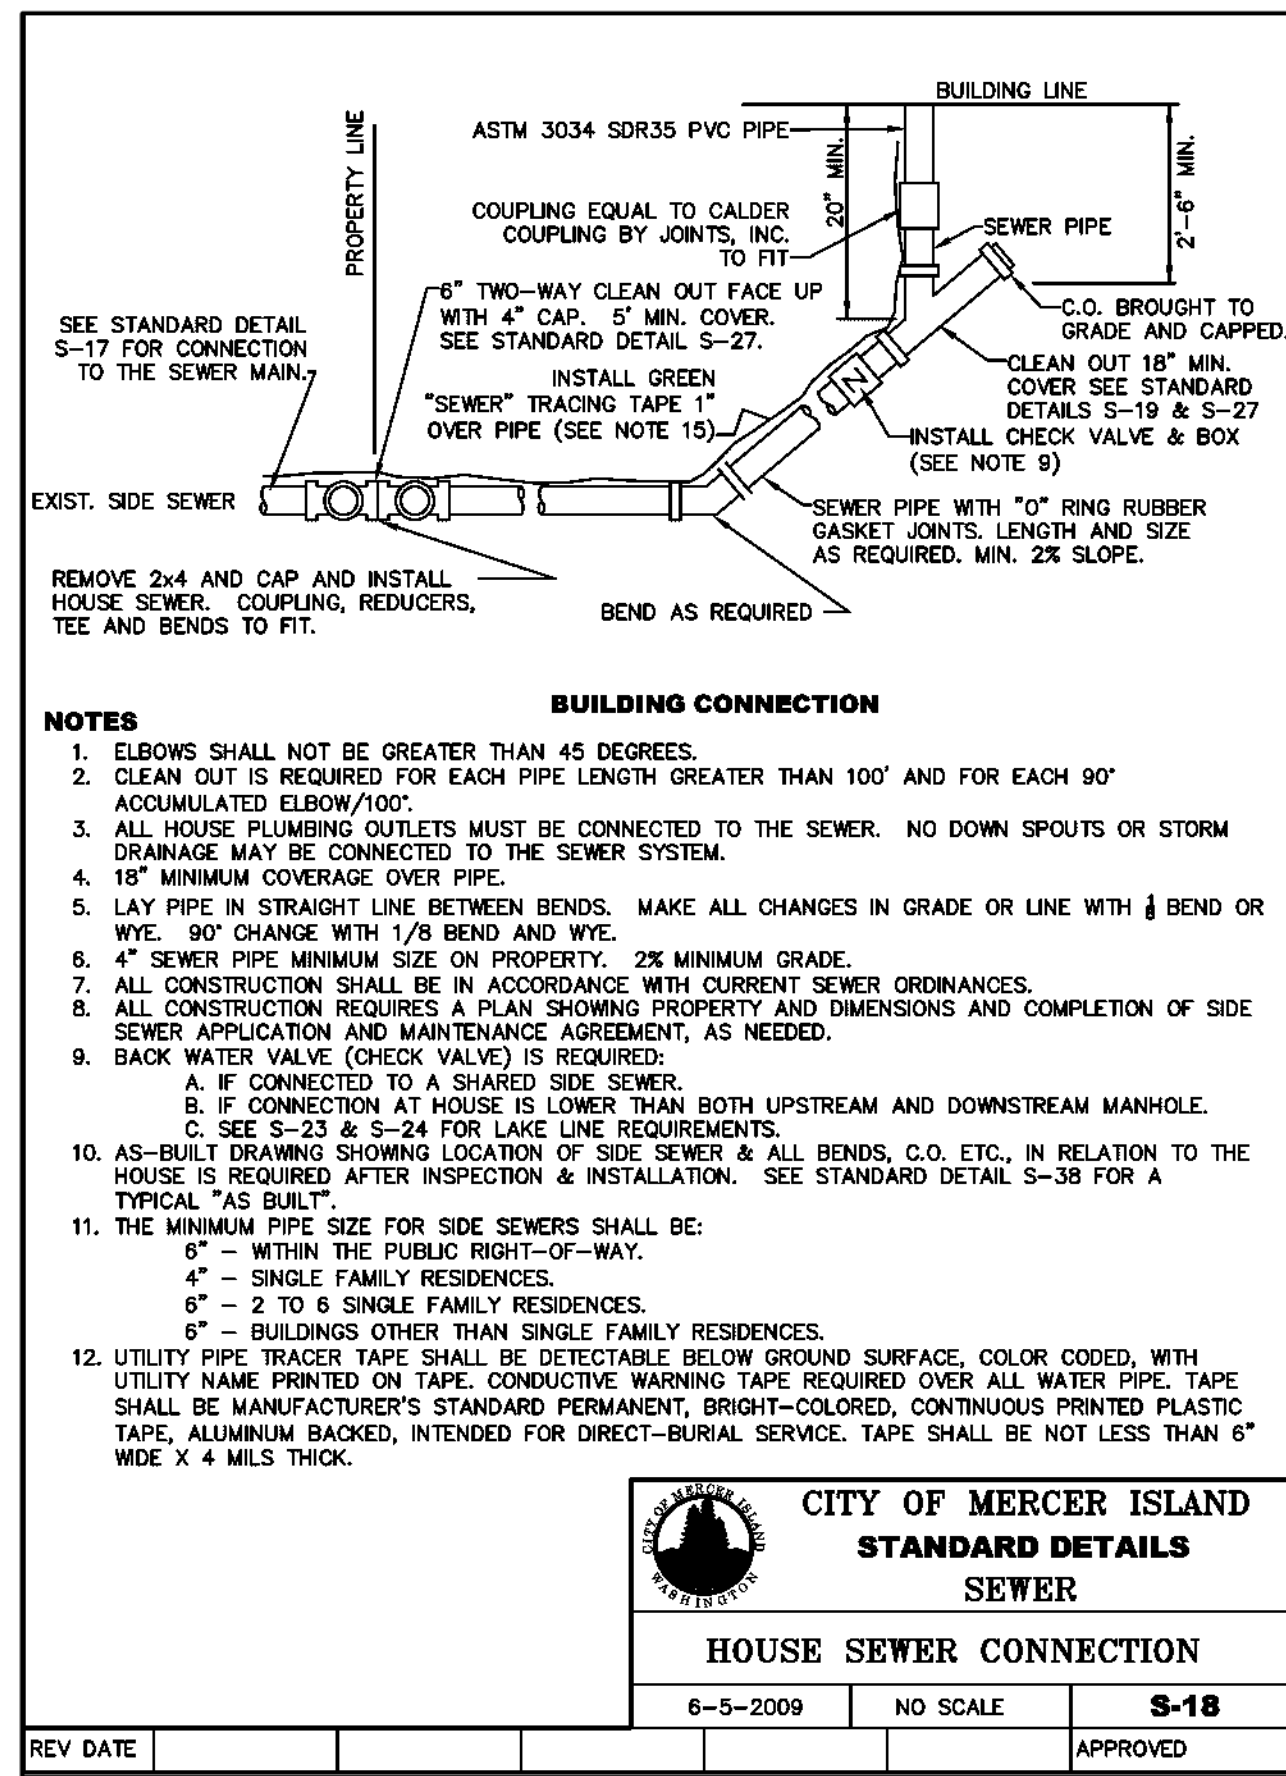 BUILDING LINE
PROPERTY LINE
ASTM 3034 SDR35 PVC PIPE
20" MIN.
2'-6" MIN.
COUPLING EQUAL TO CALDER
COUPLING BY JOINTS, INC.
TO FIT
SEWER PIPE
6" TWO-WAY CLEAN OUT FACE UP
WITH 4" CAP. 5' MIN. COVER.
SEE STANDARD DETAIL S-27.
C.O. BROUGHT TO
GRADE AND CAPPED.
SEE STANDARD DETAIL
S-17 FOR CONNECTION
TO THE SEWER MAIN.
CLEAN OUT 18" MIN.
COVER SEE STANDARD
DETAILS S-19 & S-27
INSTALL GREEN
"SEWER" TRACING TAPE 1"
OVER PIPE (SEE NOTE 15)
N
INSTALL CHECK VALVE & BOX
(SEE NOTE 9)
EXIST. SIDE SEWER
SEWER PIPE WITH "O" RING RUBBER
GASKET JOINTS. LENGTH AND SIZE
AS REQUIRED. MIN. 2% SLOPE.
REMOVE 2x4 AND CAP AND INSTALL
HOUSE SEWER. COUPLING, REDUCERS,
TEE AND BENDS TO FIT.
BEND AS REQUIRED
BUILDING CONNECTION
NOTES
1. ELBOWS SHALL NOT BE GREATER THAN 45 DEGREES.
2. CLEAN OUT IS REQUIRED FOR EACH PIPE LENGTH GREATER THAN 100' AND FOR EACH 90°
ACCUMULATED ELBOW/100°.
3. ALL HOUSE PLUMBING OUTLETS MUST BE CONNECTED TO THE SEWER. NO DOWN SPOUTS OR STORM
DRAINAGE MAY BE CONNECTED TO THE SEWER SYSTEM.
4. 18" MINIMUM COVERAGE OVER PIPE.
5. LAY PIPE IN STRAIGHT LINE BETWEEN BENDS. MAKE ALL CHANGES IN GRADE OR LINE WITH BEND OR
WYE. 90° CHANGE WITH 1/8 BEND AND WYE.
6. 4" SEWER PIPE MINIMUM SIZE ON PROPERTY. 2% MINIMUM GRADE.
7. ALL CONSTRUCTION SHALL BE IN ACCORDANCE WITH CURRENT SEWER ORDINANCES.
8. ALL CONSTRUCTION REQUIRES A PLAN SHOWING PROPERTY AND DIMENSIONS AND COMPLETION OF SIDE
SEWER APPLICATION AND MAINTENANCE AGREEMENT, AS NEEDED.
9. BACK WATER VALVE (CHECK VALVE) IS REQUIRED:
A. IF CONNECTED TO A SHARED SIDE SEWER.
B. IF CONNECTION AT HOUSE IS LOWER THAN BOTH UPSTREAM AND DOWNSTREAM MANHOLE.
C. SEE S-23 & S-24 FOR LAKE LINE REQUIREMENTS.
10. AS-BUILT DRAWING SHOWING LOCATION OF SIDE SEWER & ALL BENDS, C.O. ETC., IN RELATION TO THE
HOUSE IS REQUIRED AFTER INSPECTION & INSTALLATION. SEE STANDARD DETAIL S-38 FOR A
TYPICAL "AS BUILT".
11. THE MINIMUM PIPE SIZE FOR SIDE SEWERS SHALL BE:
6" - WITHIN THE PUBLIC RIGHT-OF-WAY.
4" - SINGLE FAMILY RESIDENCES.
6" - 2 TO 6 SINGLE FAMILY RESIDENCES.
6" - BUILDINGS OTHER THAN SINGLE FAMILY RESIDENCES.
12. UTILITY PIPE TRACER TAPE SHALL BE DETECTABLE BELOW GROUND SURFACE, COLOR CODED, WITH
UTILITY NAME PRINTED ON TAPE. CONDUCTIVE WARNING TAPE REQUIRED OVER ALL WATER PIPE. TAPE
SHALL BE MANUFACTURER'S STANDARD PERMANENT, BRIGHT-COLORED, CONTINUOUS PRINTED PLASTIC
TAPE, ALUMINUM BACKED, INTENDED FOR DIRECT-BURIAL SERVICE. TAPE SHALL BE NOT LESS THAN 6"
WIDE X 4 MILS THICK.
CITY OF MERCER ISLAND
WASHINGTON
CITY OF MERCER ISLAND
STANDARD DETAILS
SEWER
HOUSE SEWER CONNECTION
6-5-2009
NO SCALE
S-18
REV DATE
APPROVED